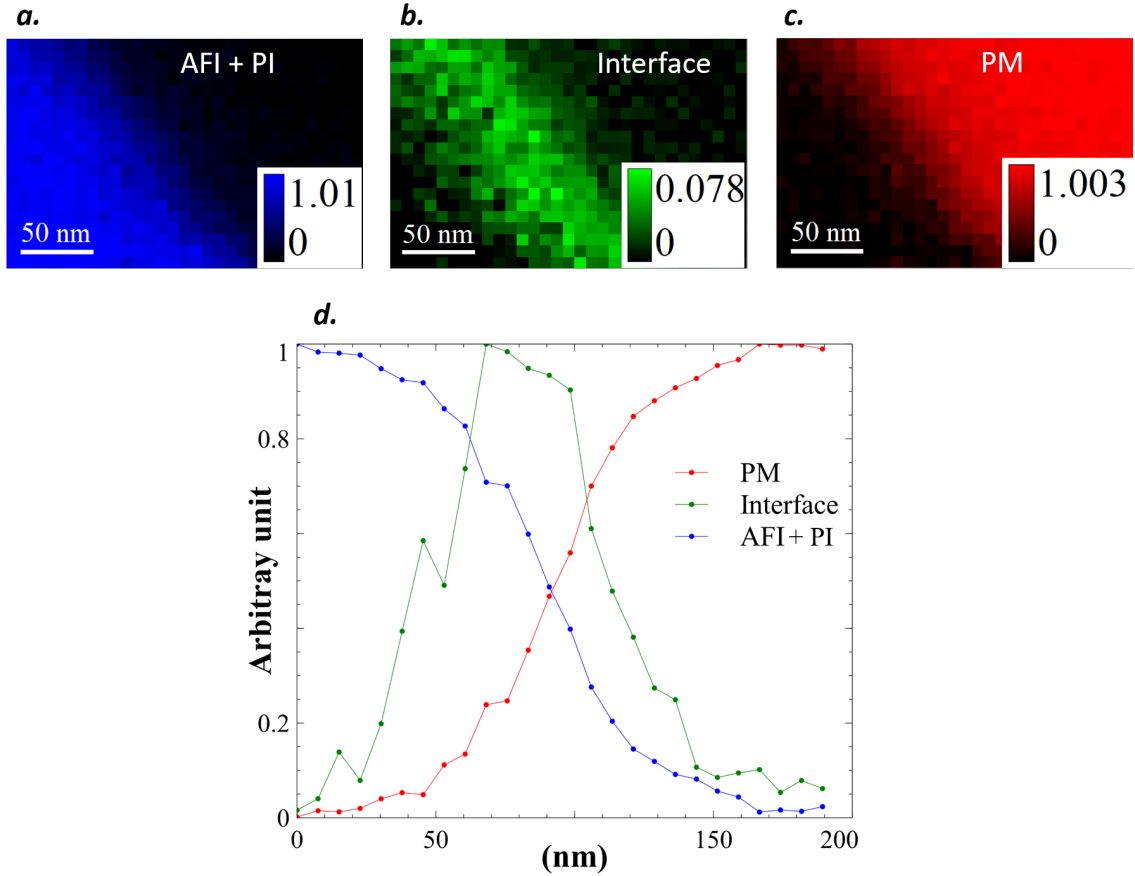 a.
b.
c.
AFI + PI
Interface
PM
1.01
0
50 nm
0.078
0
50 nm
1.003
0
50 nm
d.
1
0.8
0.2
0
Arbitray unit
PM
Interface
AFI + PI
0
50
150
200
(nm)